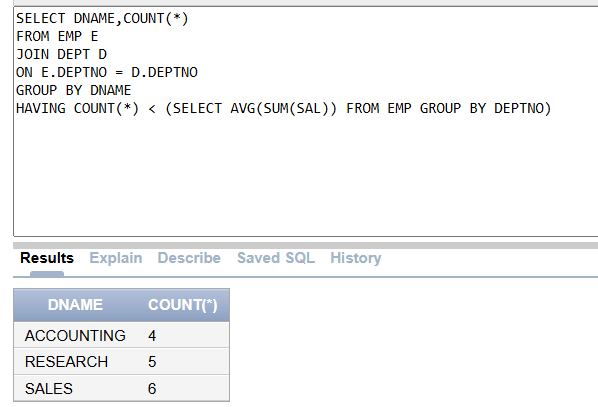 SELECT DNAME,COUNT(*)
FROM EMP E
JOIN DEPT D
ON E.DEPTNO = D.DEPTNO
GROUP BY DNAME
HAVING COUNT(*) < (SELECT AVG(SUM(SAL)) FROM EMP GROUP BY DEPTNO)
Results Explain Describe Saved SQL History
DNAME COUNT(*)
ACCOUNTING 4
RESEARCH 5
SALES 6